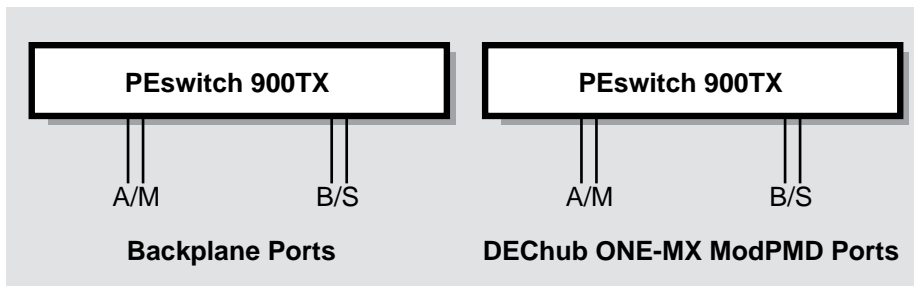 PEswitch 900TX
A/M B/S
Backplane Ports
PEswitch 900TX
A/M B/S
DEChub ONE-MX ModPMD Ports